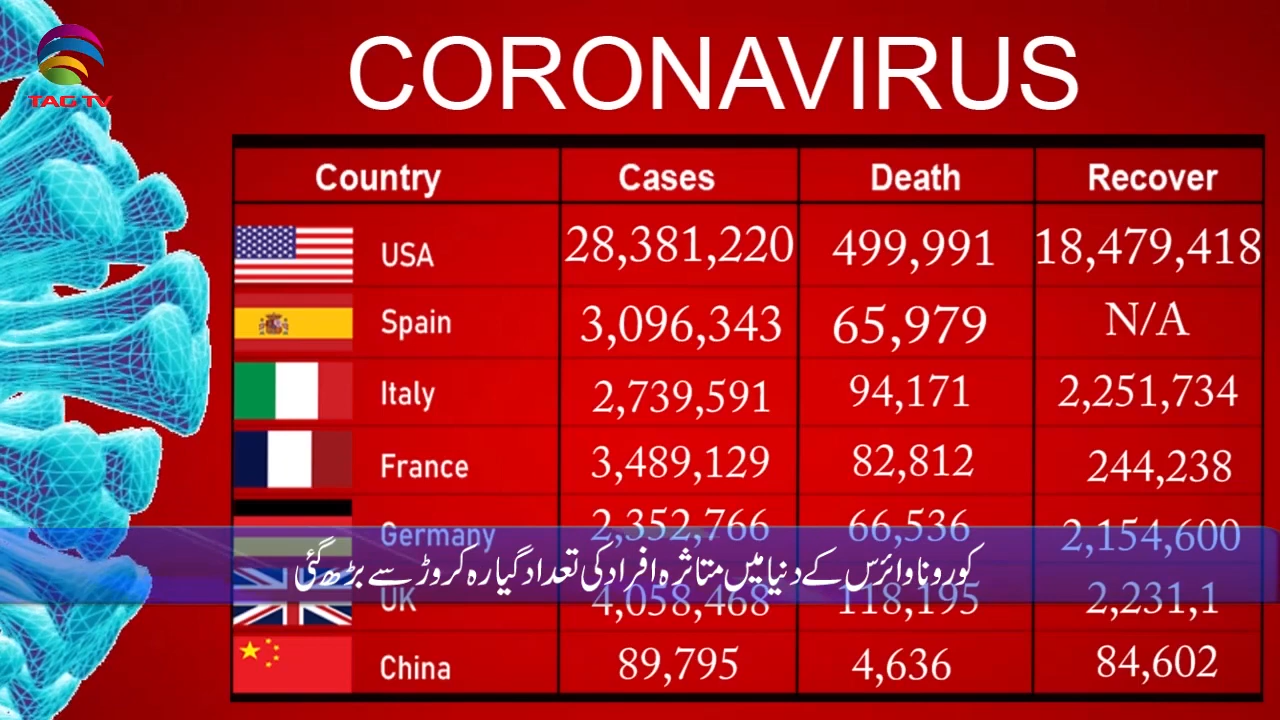 TAG TV
CORONAVIRUS
Country Cases Death Recover
USA 28,381,220 499,991 18,479,418
Spain 3,096,343 65,979 N/A
Italy 2,739,591 94,171 2,251,734
France 3,489,129 82,812 244,238
Germany 2,352,766 66,536 2,154,600
کورونا وائرس کے دنیا میں متاثرہ افراد کی تعداد گیارہ کروڑ سے بڑھ گئی
UK 4,058,468 118,195 2,231,1
China 89,795 4,636 84,602